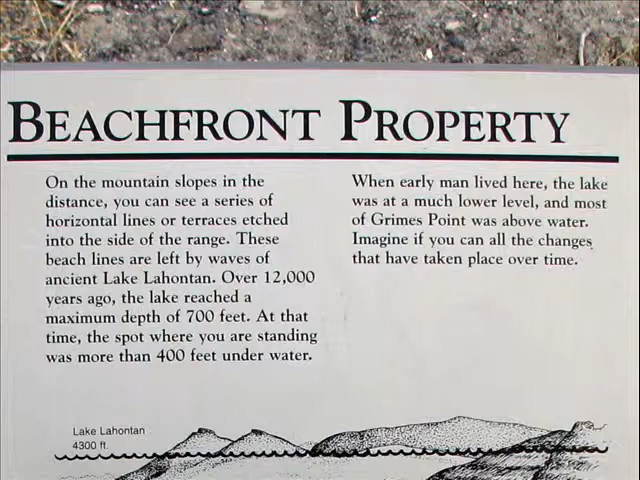 BEACHFRONT PROPERTY
On the mountain slopes in the
distance, you can see a series of
horizontal lines or terraces etched
into the side of the range. These
beach lines are left by waves of
ancient Lake Lahontan. Over 12,000
years ago, the lake reached a
maximum depth of 700 feet. At that
time, the spot where you are standing
was more than 400 feet under water.
When early man lived here, the lake
was at a much lower level, and most
of Grimes Point was above water.
Imagine if you can all the changes
that have taken place over time.
Lake Lahontan
4300 ft.